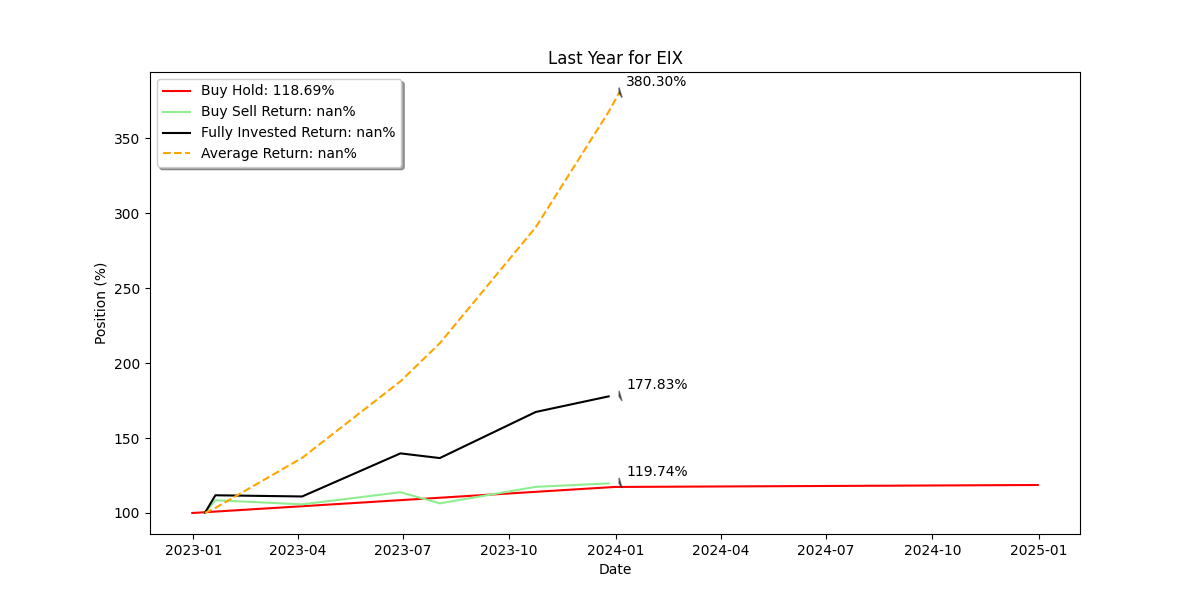 Last Year for EIX
380.30%
Buy Hold: 118.69%
Buy Sell Return: nan%
Fully Invested Return: nan%
Average Return: nan%
350
300
250
200
177.83%
150
119.74%
100
Position (%)
2023-01 2023-04 2023-07 2023-10 2024-01 2024-04 2024-07 2024-10 2025-01
Date